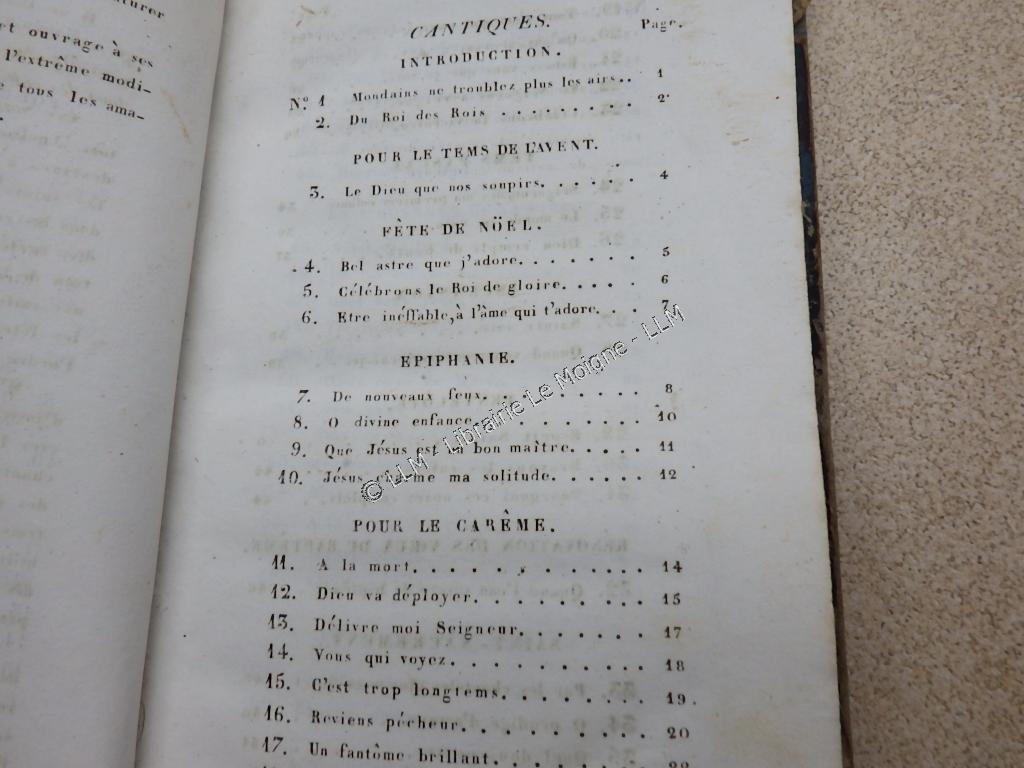 turer
et ouvrage à ses
l'extrême modi-
tous les ama-
CANTIQUES.
Page.
INTRODUCTION.
Nº 1 Mondains ne troublez plus les airs.. 1
2. Du Roi des Rois . . . . . . . . 2
POUR LE TEMS DE L'AVENT.
3. Le Dieu que nos soupirs. . . . . . 4
FÊTE DE NÖEL.
4. Bel astre que j'adore. . . . . . . 5
5. Célébrons le Roi de gloire. . . . . 6
6. Etre inéffable, à l'âme qui t'adore. . . 7
EPIPHANIE.
7. De nouveaux feux. . . . . . . . 8
8. O divine enfance. . . . . . . . 10
9. Que Jésus est un bon maître. . . . . 11
10. Jésus charme ma solitude. . . . . . 12
POUR LE CARÊME.
11. A la mort. . . . . . . . . . . 14
12. Dieu va déployer. . . . . . . . 15
13. Délivre moi Seigneur. . . . . . . 17
14. Vous qui voyez. . . . . . . . . 18
15. C'est trop longtems. . . . . . . . 19
16. Reviens pécheur. . . . . . . . . 20
17. Un fantôme brillant. . . . . . . . 22
© LLM - Librairie Le Moigne - LLM